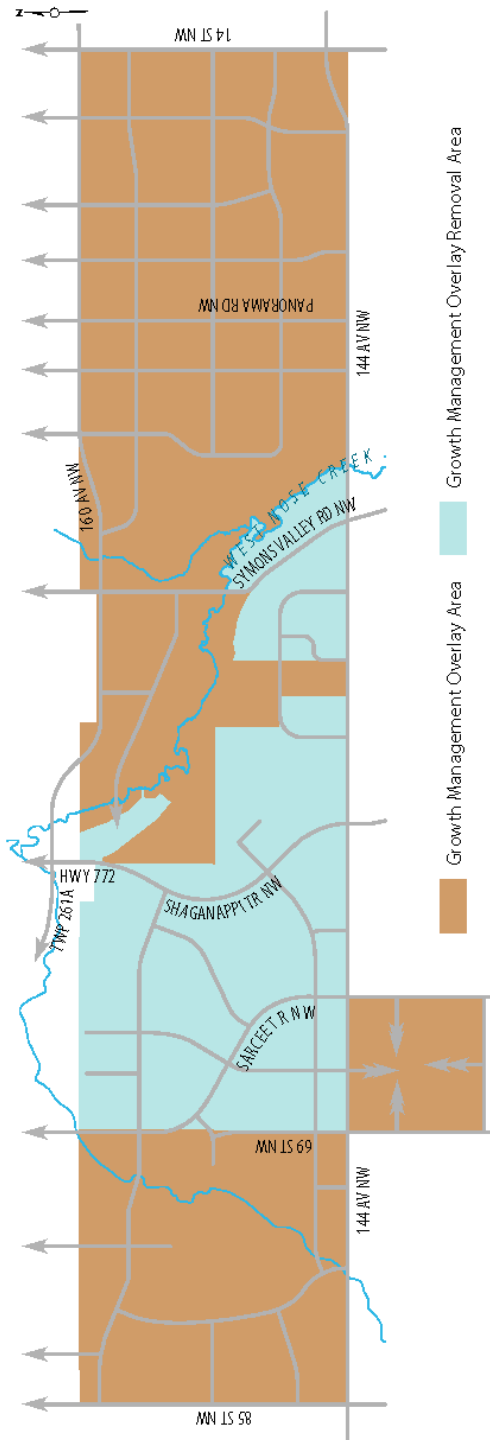 N
14 ST NW
160 AV NW
PANORAMA RD NW
144 AV NW
WEST NOSE CREEK
SYMONS VALLEY RD NW
HWY 772
TWP 261A
SHAGANAPPI TR NW
SARCEE TR NW
69 ST NW
144 AV NW
85 ST NW
Growth Management Overlay Area
Growth Management Overlay Removal Area